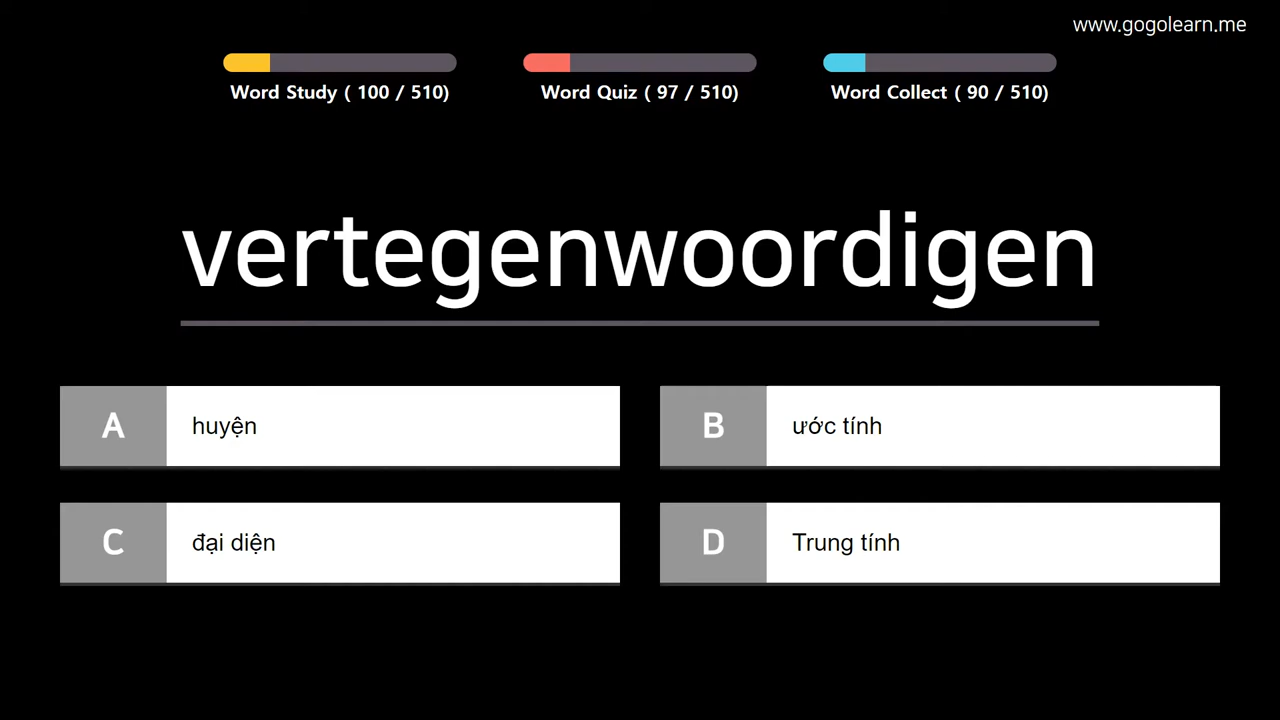 www.gogolearn.me
Word Study ( 100 / 510)
Word Quiz ( 97 / 510)
Word Collect ( 90 / 510)
vertegenwoordigen
A huyện
B ước tính
C đại diện
D Trung tính